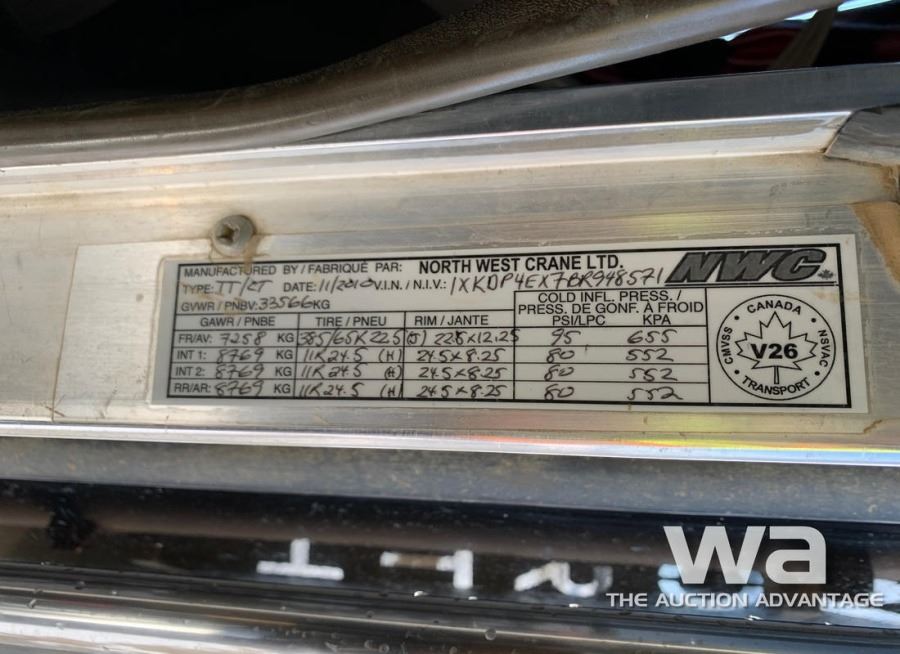 MANUFACTURED BY / FABRIQUÉ PAR: NORTH WEST CRANE LTD. NWC
TYPE: TT/CT DATE: 11/2010 V.I.N. / N.I.V.: 1XKDP4EX7BR948571
GVWR / PNBV: 33566 KG
COLD INFL. PRESS. /
PRESS. DE GONF. À FROID
GAWR / PNBE TIRE / PNEU RIM / JANTE PSI/LPC KPA
FR/AV: 7258 KG 385/65R22.5 (J) 22.5x12.25 95 655
INT 1: 8769 KG 11R24.5 (H) 24.5x8.25 80 552
INT 2: 8769 KG 11R24.5 (H) 24.5x8.25 80 552
RR/AR: 8769 KG 11R24.5 (H) 24.5x8.25 80 552
CANADA
CMVSS
NSVAC
V26
TRANSPORT
wa
THE AUCTION ADVANTAGE